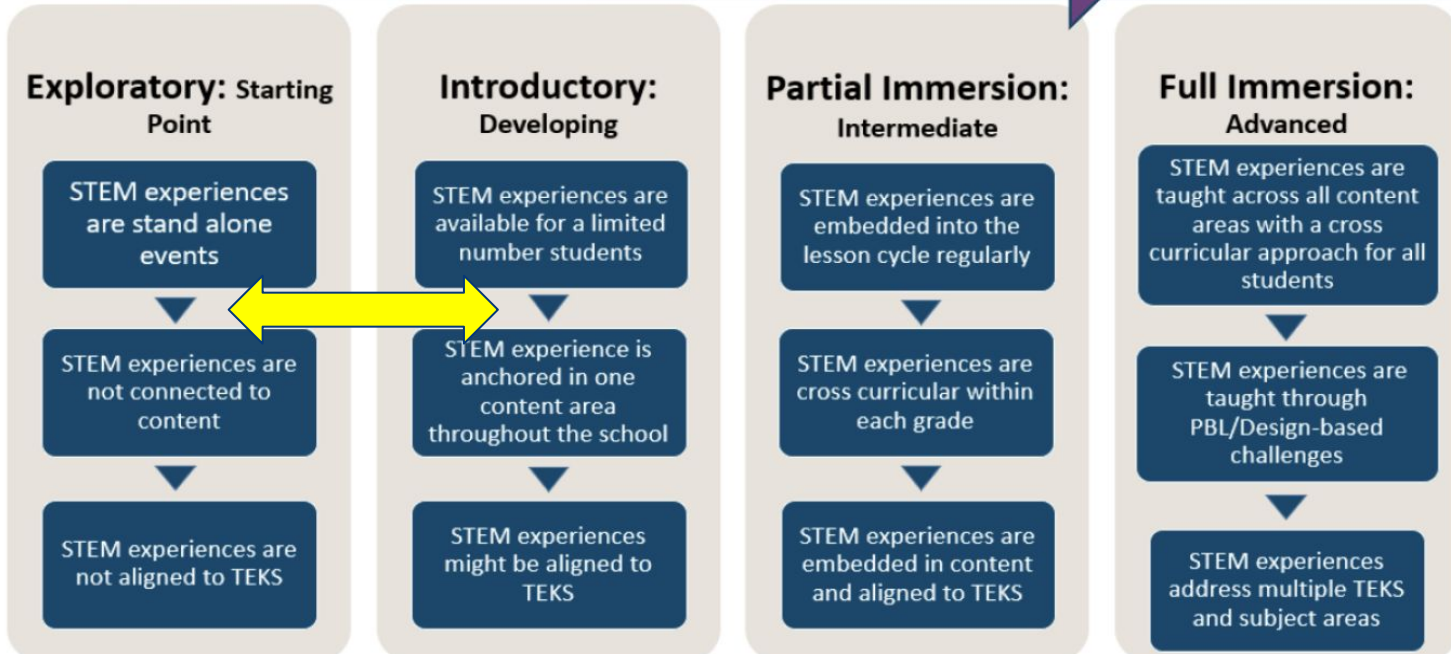 Exploratory: Starting
Point
STEM experiences
are stand alone
events
STEM experiences are
not connected to
content
STEM experiences are
not aligned to TEKS
Introductory:
Developing
STEM experiences are
available for a limited
number students
STEM experience is
anchored in one
content area
throughout the school
STEM experiences
might be aligned to
TEKS
Partial Immersion:
Intermediate
STEM experiences are
embedded into the
lesson cycle regularly
STEM experiences are
cross curricular within
each grade
STEM experiences are
embedded in content
and aligned to TEKS
Full Immersion:
Advanced
STEM experiences are
taught across all content
areas with a cross
curricular approach for all
students
STEM experiences are
taught through
PBL/Design-based
challenges
STEM experiences
address multiple TEKS
and subject areas